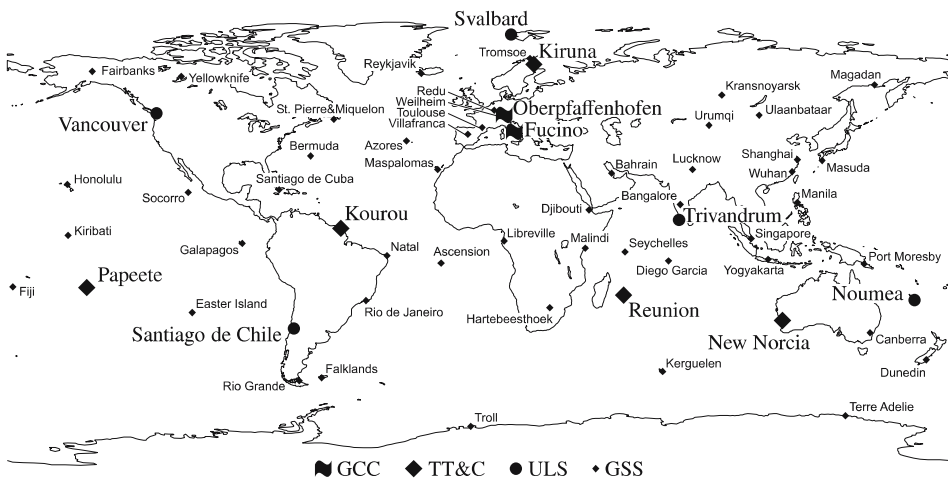 Svalbard
Tromsoe
Kiruna
Reykjavik
Magadan
Fairbanks
Yellowknife
Redu
Weilheim
Toulouse
Villafranca
Kransnoyarsk
St. Pierre&Miquelon
Oberpfaffenhofen
Ulaanbataar
Urumqi
Vancouver
Fucino
Bermuda
Azores
Maspalomas
Bahrain
Lucknow
Shanghai
Wuhan
Masuda
Honolulu
Santiago de Cuba
Socorro
Bangalore
Manila
Kourou
Djibouti
Trivandrum
Kiribati
Galapagos
Natal
Ascension
Libreville
Malindi
Seychelles
Singapore
Diego Garcia
Yogyakarta
Port Moresby
Papeete
Fiji
Noumea
Easter Island
Rio de Janeiro
Hartebeesthoek
Reunion
Santiago de Chile
New Norcia
Canberra
Kerguelen
Dunedin
Rio Grande
Falklands
Troll
Terre Adelie
GCC TT&C ULS GSS